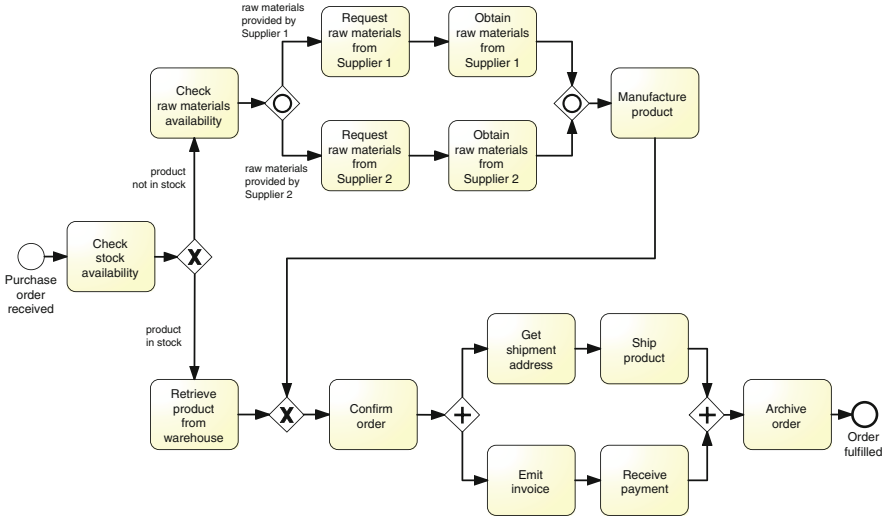 raw materials
provided by
Supplier 1
Request
raw materials
from
Supplier 1
Obtain
raw materials
from
Supplier 1
Check
raw materials
availability
Manufacture
product
raw materials
provided by
Supplier 2
Request
raw materials
from
Supplier 2
Obtain
raw materials
from
Supplier 2
product
not in stock
Purchase
order
received
Check
stock
availability
X
product
in stock
Retrieve
product
from
warehouse
X
Confirm
order
Get
shipment
address
Ship
product
Emit
invoice
Receive
payment
Archive
order
Order
fulfilled